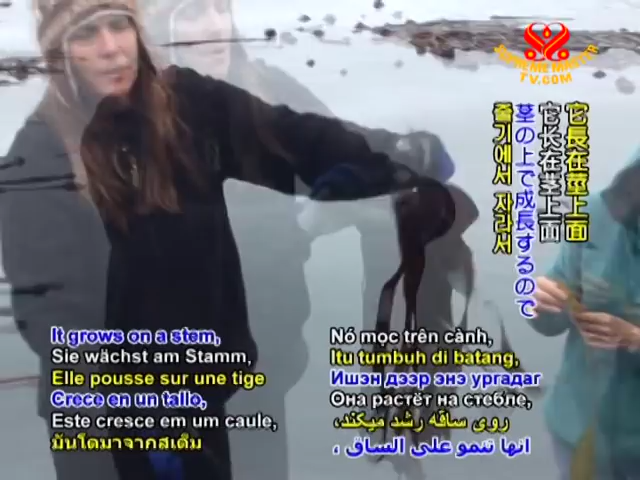 SUPREME MASTER
TV.COM
它長在莖上面
它长在茎上面
茎の上で成長するので
줄기에서 자라서
It grows on a stem,
Sie wächst am Stamm,
Elle pousse sur une tige
Crece en un tallo,
Este cresce em um caule,
มันโตมาจากสเต็ม
Nó mọc trên cành,
Itu tumbuh di batang,
Ишэн дээр энэ ургадаг
Она растёт на стебле,
روی ساقه رشد میکند،
انها تنمو على الساق ،